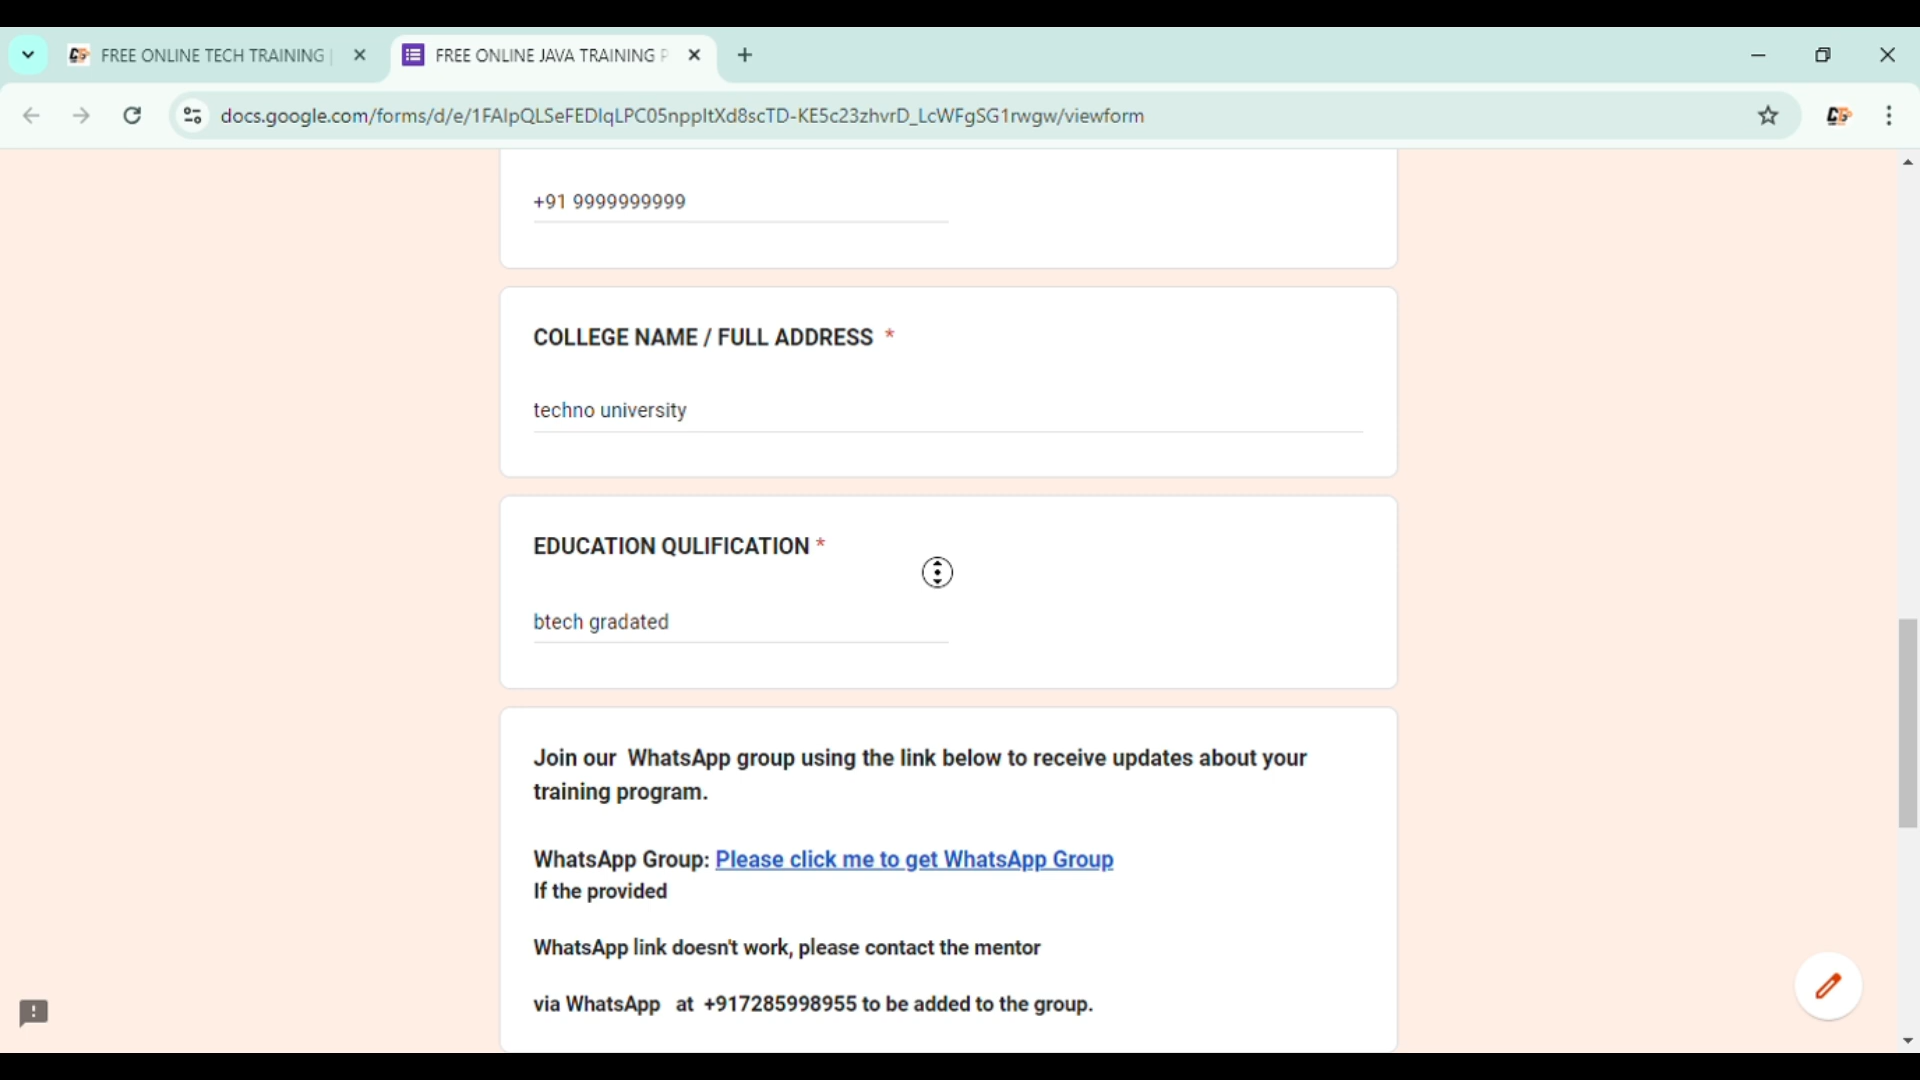 FREE ONLINE TECH TRAINING
FREE ONLINE JAVA TRAINING P
docs.google.com/forms/d/e/1FAIpQLSeFEDIqLPC05nppItXd8scTD-KE5c23zhvrD_LcWFgSG1rwgw/viewform
+91 9999999999
COLLEGE NAME / FULL ADDRESS *
techno university
EDUCATION QULIFICATION *
btech gradated
Join our WhatsApp group using the link below to receive updates about your
training program.
WhatsApp Group: Please click me to get WhatsApp Group
If the provided
WhatsApp link doesn't work, please contact the mentor
via WhatsApp at +917285998955 to be added to the group.